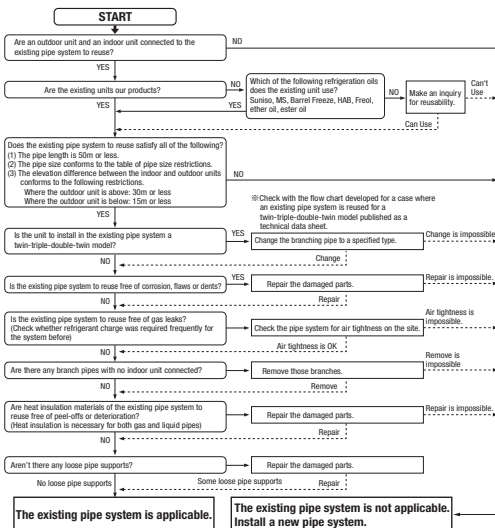 START
Are an outdoor unit and an indoor unit connected to the
existing pipe system to reuse?
NO
YES
Are the existing units our products?
NO
YES
Which of the following refrigeration oils
does the existing unit use?
Suniso, MS, Barrel Freeze, HAB, Freol,
ether oil, ester oil
YES
NO
Make an inquiry
for reusability.
Can't
Use
Can Use
Does the existing pipe system to reuse satisfy all of the following?
(1) The pipe length is 50m or less.
(2) The pipe size conforms to the table of pipe size restrictions.
(3) The elevation difference between the indoor and outdoor units
conforms to the following restrictions.
Where the outdoor unit is above: 30m or less
Where the outdoor unit is below: 15m or less
NO
YES
※Check with the flow chart developed for a case where
an existing pipe system is reused for a
twin-triple-double-twin model published as a
technical data sheet.
Is the unit to install in the existing pipe system a
twin-triple-double-twin model?
YES
Change the branching pipe to a specified type.
Change is impossible
Change
NO
Is the existing pipe system to reuse free of corrosion, flaws or dents?
YES
Repair the damaged parts.
Repair is impossible.
Repair
NO
Is the existing pipe system to reuse free of gas leaks?
(Check whether refrigerant charge was required frequently for
the system before)
Check the pipe system for air tightness on the site.
Air tightness is
impossible.
Air tightness is OK
NO
Are there any branch pipes with no indoor unit connected?
Remove those branches.
Remove is
impossible
Remove
NO
Are heat insulation materials of the existing pipe system to
reuse free of peel-offs or deterioration?
(Heat insulation is necessary for both gas and liquid pipes)
Repair the damaged parts.
Repair is impossible.
Repair
NO
Aren't there any loose pipe supports?
Repair the damaged parts.
No loose pipe supports
Some loose pipe supports
Repair
The existing pipe system is applicable.
The existing pipe system is not applicable.
Install a new pipe system.